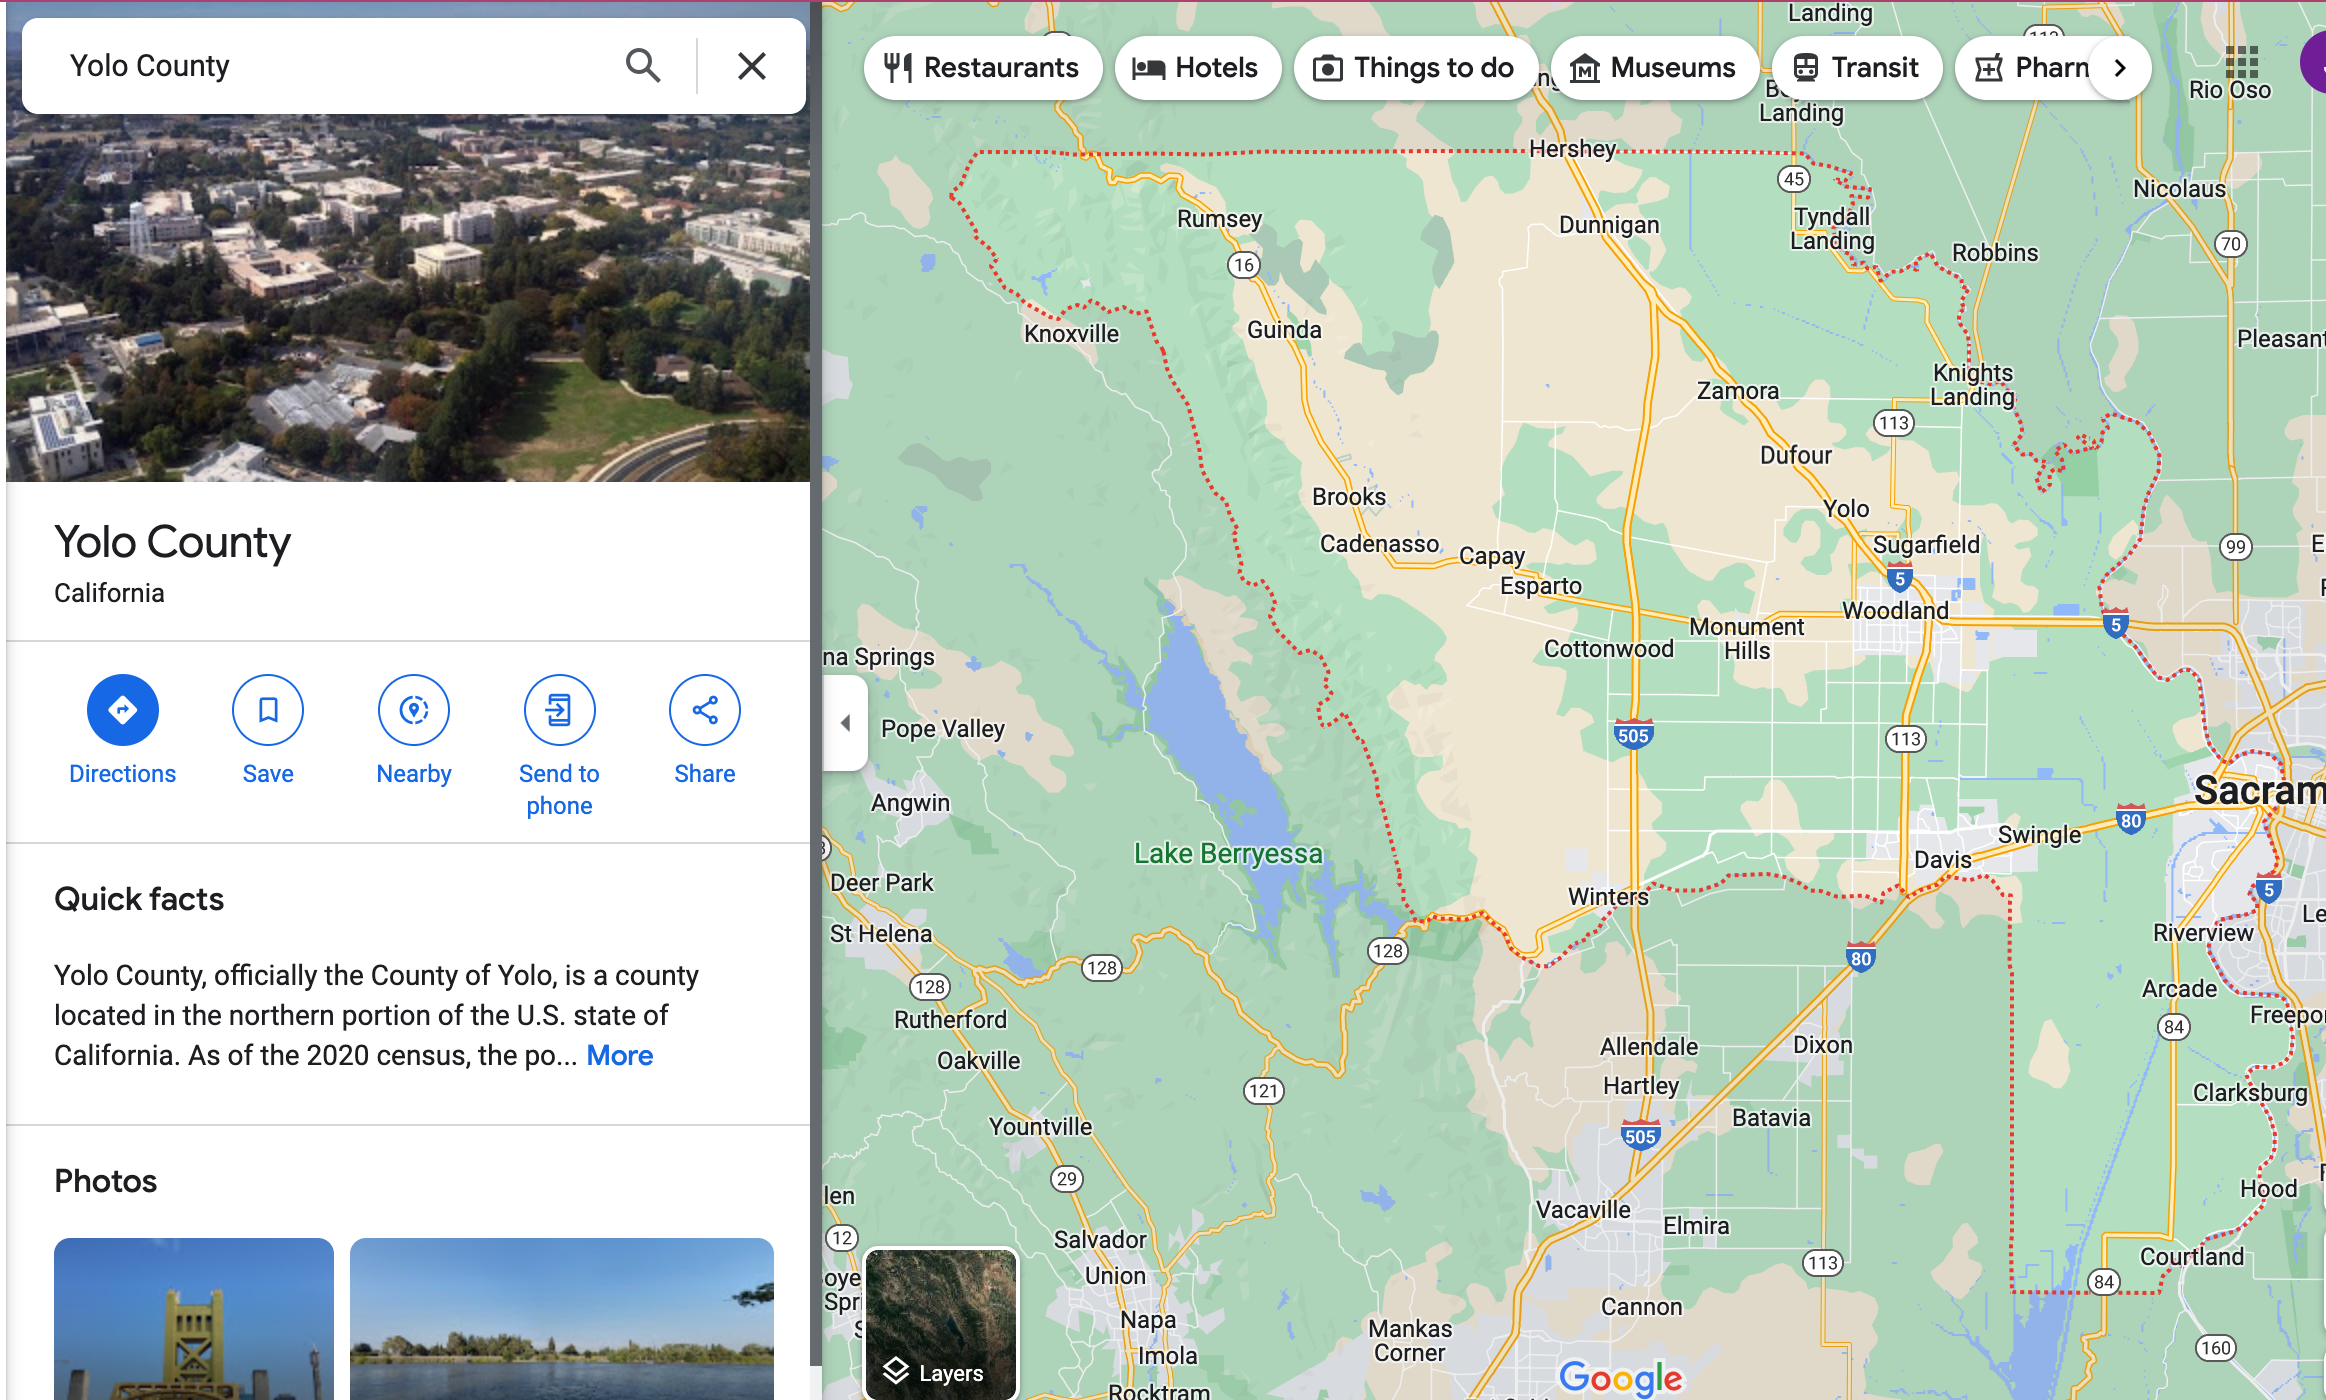 Yolo County
Restaurants
Hotels
Things to do
Museums
Transit
Pharm
Yolo County
California
Directions
Save
Nearby
Send to
phone
Share
Quick facts
Yolo County, officially the County of Yolo, is a county
located in the northern portion of the U.S. state of
California. As of the 2020 census, the po... More
Photos
Layers
Landing
Landing
Rio Oso
Hershey
45
Nicolaus
Tyndall
Landing
Rumsey
Dunnigan
Robbins
70
16
Knoxville
Guinda
Pleasant
Knights
Landing
Zamora
113
Dufour
Brooks
Yolo
Cadenasso
Capay
Sugarfield
99
Esparto
5
Woodland
5
Monument
Hills
Cottonwood
na Springs
Pope Valley
505
113
Sacram
Angwin
80
Swingle
Lake Berryessa
Davis
Deer Park
Winters
5
St Helena
Riverview
128
128
80
128
Arcade
Rutherford
Freepo
84
Allendale
Dixon
Oakville
Hartley
121
Clarksburg
Batavia
Yountville
505
29
Hood
len
Vacaville
Elmira
12
Salvador
Courtland
113
Union
84
Cannon
Napa
Mankas
Corner
160
Imola
Google
Rocktram